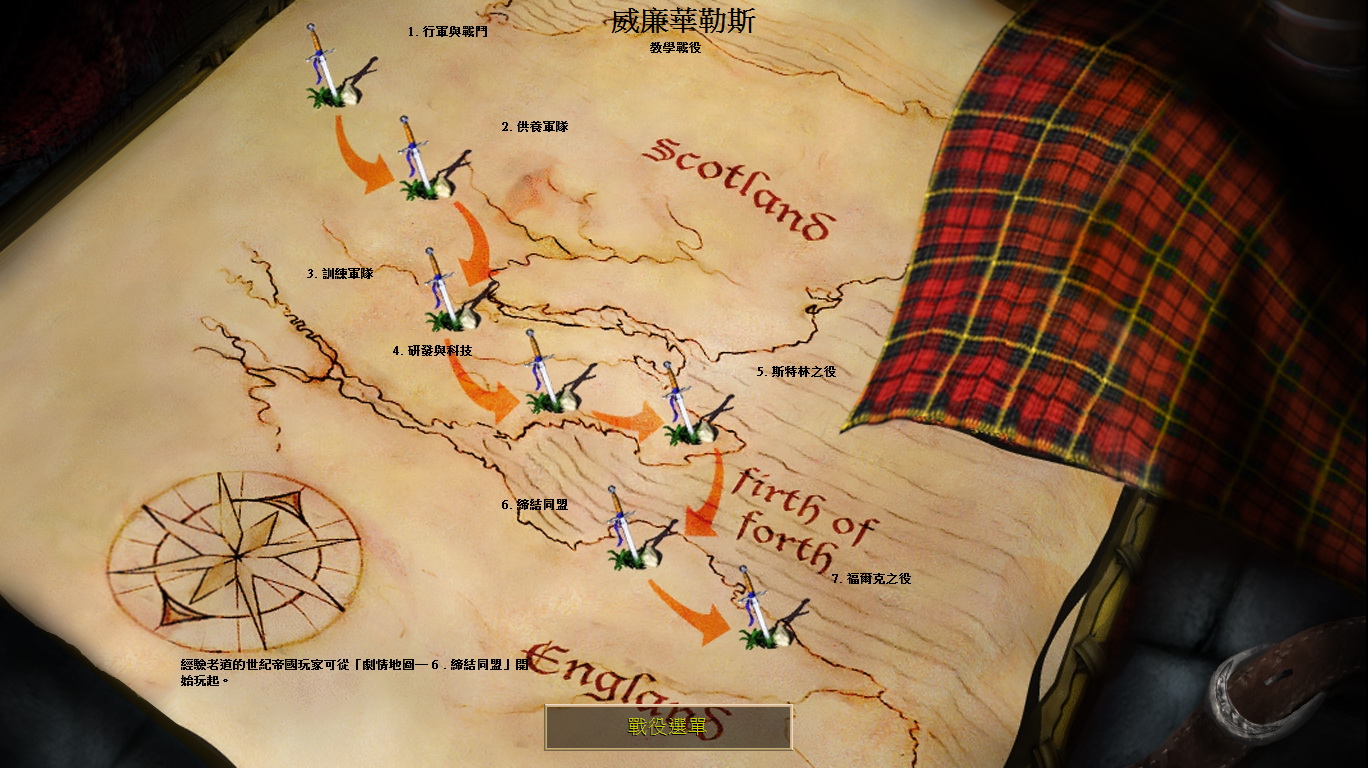 威廉華勒斯
教學戰役
1. 行軍與戰鬥
2. 供養軍隊
Scotland
3. 訓練軍隊
4. 研發與科技
5. 斯特林之役
firth of
forth
6. 締結同盟
7. 福爾克之役
England
經驗老道的世紀帝國玩家可從「劇情地圖─ 6 . 締結同盟」開
始玩起。
戰役選單